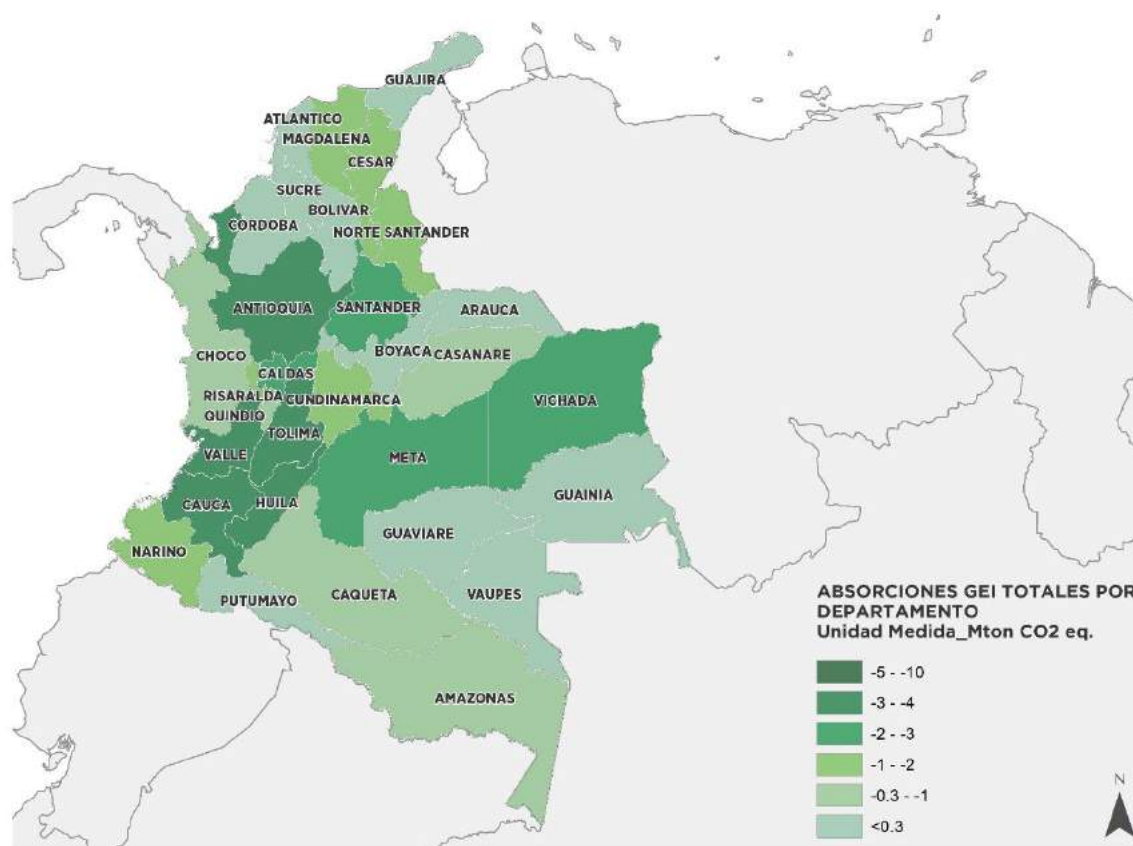 GUAJIRA
ATLANTICO
MAGDALENA
CESAR
SUCRE
BOLIVAR
CORDOBA
NORTE SANTANDER
ANTIOQUIA
SANTANDER
ARAUCA
BOYACA
CHOCO
CASANARE
CALDAS
RISARALDA
CUNDINAMARCA
QUINDIO
VICHADA
TOLIMA
VALLE
META
GUAINIA
CAUCA
HUILA
GUAVIARE
NARINO
PUTUMAYO
CAQUETA
VAUPES
AMAZONAS
ABSORCIONES GEI TOTALES POR
DEPARTAMENTO
Unidad Medida_Mton CO2 eq.
-5 - -10
-3 - -4
-2 - -3
-1 - -2
-0.3 - -1
<0.3
N